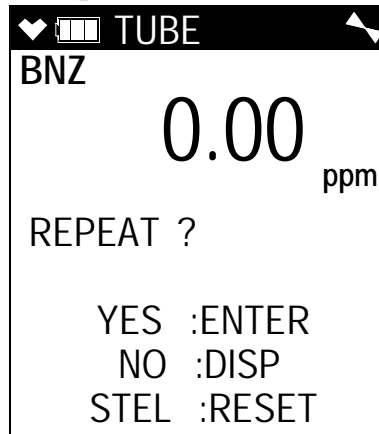 TUBE
BNZ
0.00
ppm
REPEAT ?
YES :ENTER
NO :DISP
STEL :RESET